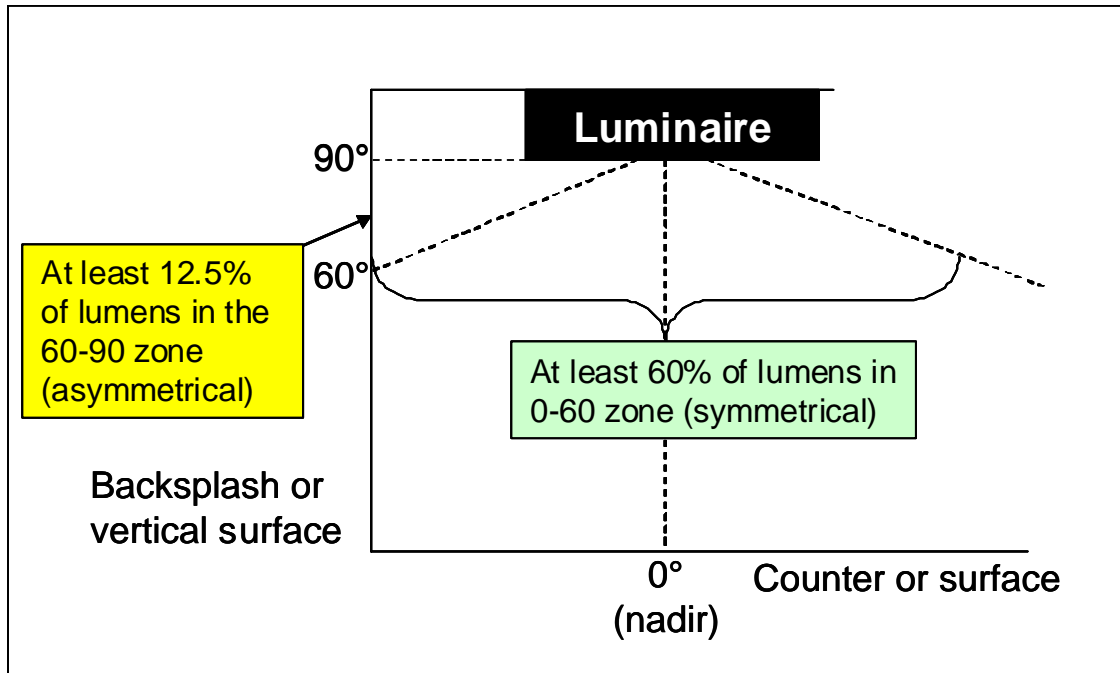 Luminaire
90°
60°
At least 12.5%
of lumens in the
60-90 zone
(asymmetrical)
At least 60% of lumens in
0-60 zone (symmetrical)
Backsplash or
vertical surface
0°
(nadir)
Counter or surface